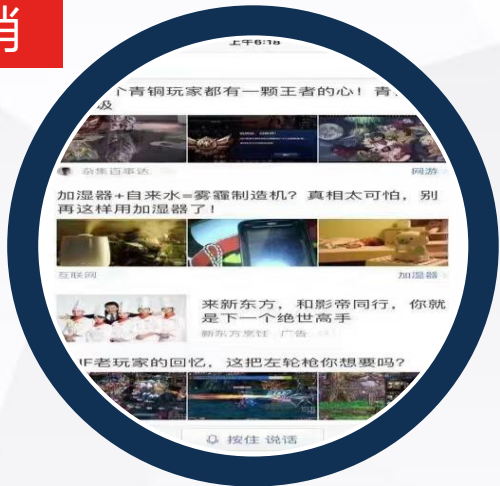 肖
上午6:18
个青铜玩家都有一颗王者的心！青、
级
杂集百事达
网游
加湿器+自来水=雾霾制造机？真相太可怕，别
再这样用加湿器了！
互联网
加湿器
来新东方，和影帝同行，你就
是下一个绝世高手
新东方烹饪 广告
NF老玩家的回忆，这把左轮枪你想要吗？
按住 说话